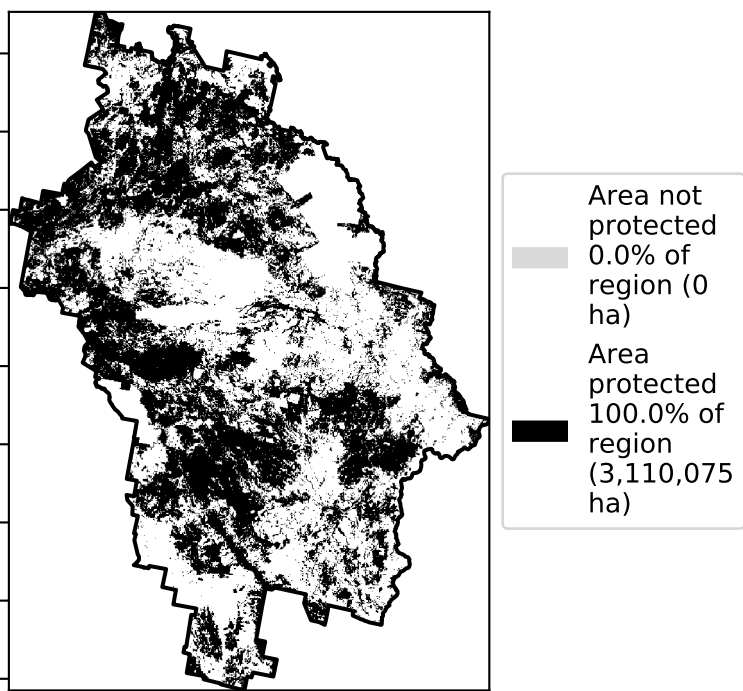 Area not
protected
0.0% of
region (0
ha)
Area
protected
100.0% of
region
(3,110,075
ha)